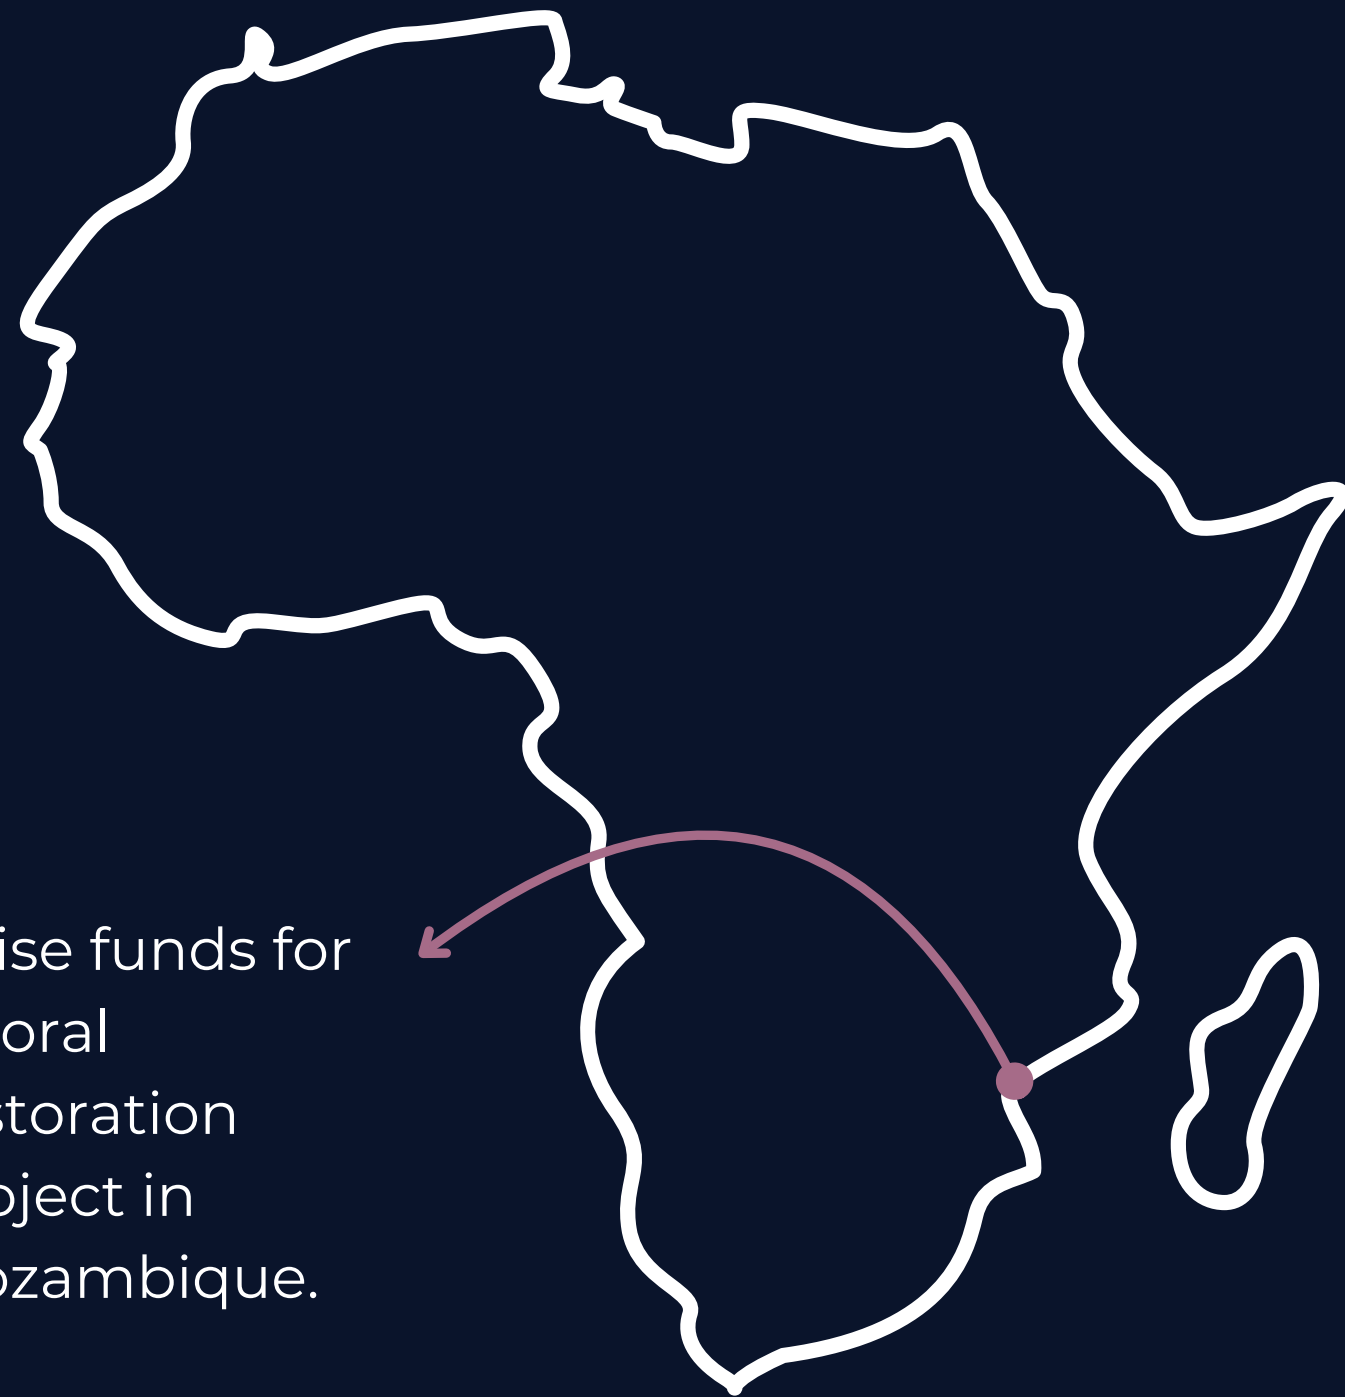 ise funds for
oral
storation
oject in
ozambique.